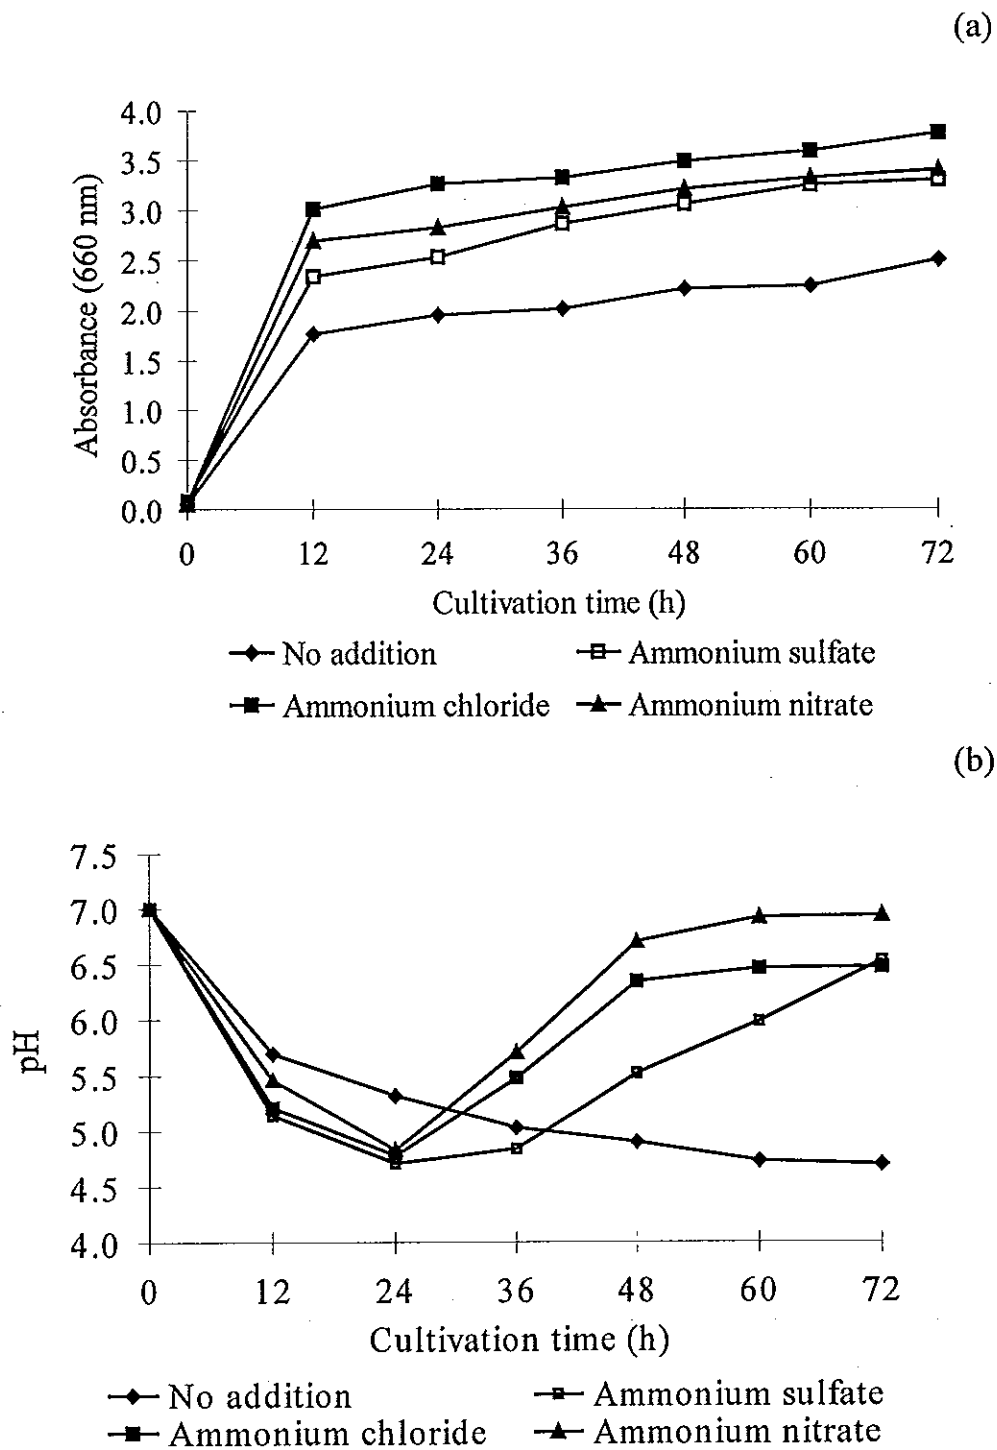 (a)
4.0
3.5
3.0
2.5
2.0
1.5
1.0
0.5
0.0
Absorbance (660 nm)
0 12 24 36 48 60 72
Cultivation time (h)
No addition Ammonium sulfate
Ammonium chloride Ammonium nitrate
(b)
7.5
7.0
6.5
6.0
5.5
5.0
4.5
4.0
pH
0 12 24 36 48 60 72
Cultivation time (h)
No addition Ammonium sulfate
Ammonium chloride Ammonium nitrate